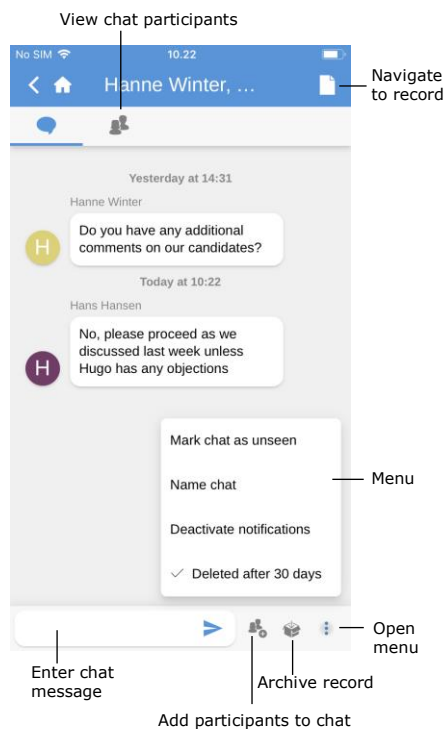 View chat participants
No SIM 10.22
Hanne Winter, ...
Navigate
to record
Yesterday at 14:31
Hanne Winter
H
Do you have any additional
comments on our candidates?
Today at 10:22
Hans Hansen
H
No, please proceed as we
discussed last week unless
Hugo has any objections
Mark chat as unseen
Name chat
Menu
Deactivate notifications
✓ Deleted after 30 days
Open
menu
Enter chat
message
Archive record
Add participants to chat